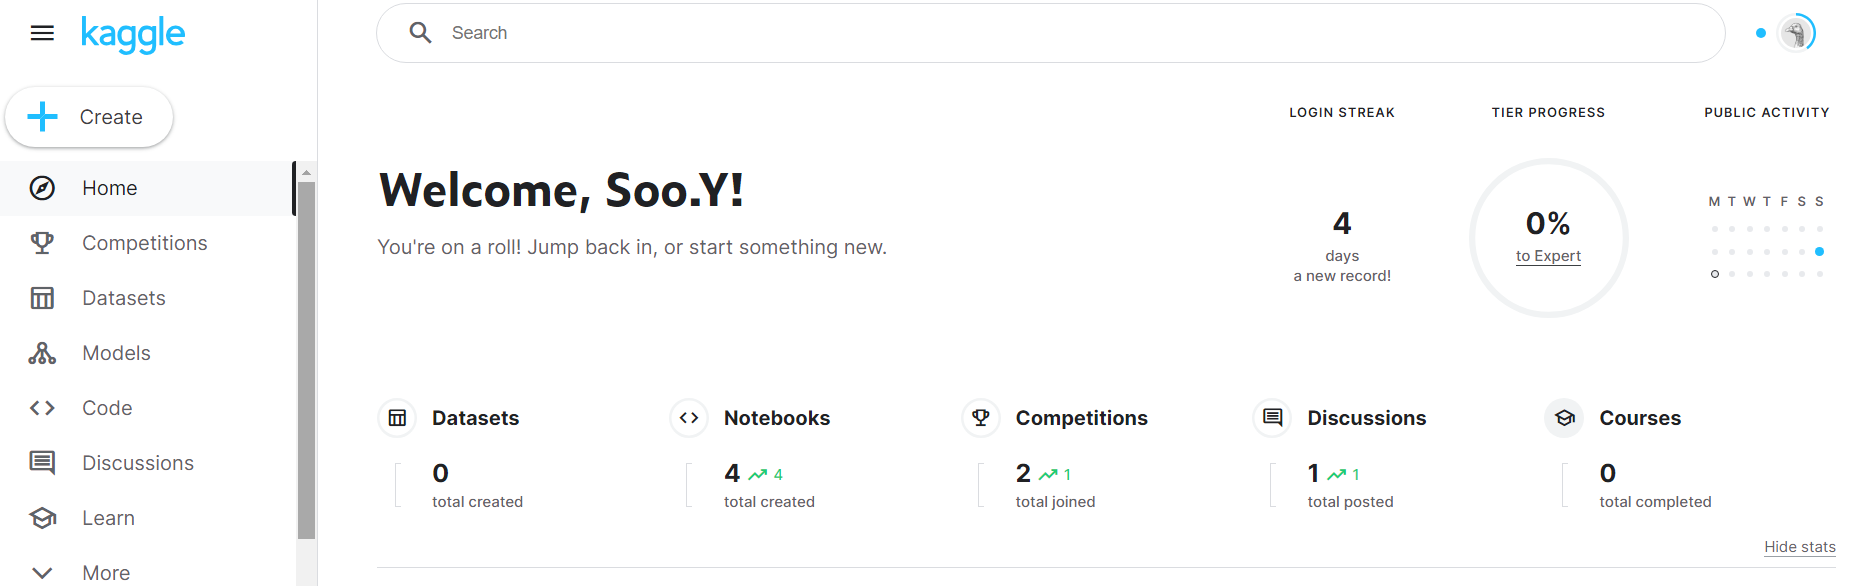 kaggle
Search
Create
Home
Competitions
Datasets
Models
Code
Discussions
Learn
More
LOGIN STREAK
TIER PROGRESS
PUBLIC ACTIVITY
Welcome, Soo.Y!
You're on a roll! Jump back in, or start something new.
4
days
a new record!
0%
to Expert
M T W T F S S
Datasets
0
total created
Notebooks
4 4
total created
Competitions
2 1
total joined
Discussions
1 1
total posted
Courses
0
total completed
Hide stats